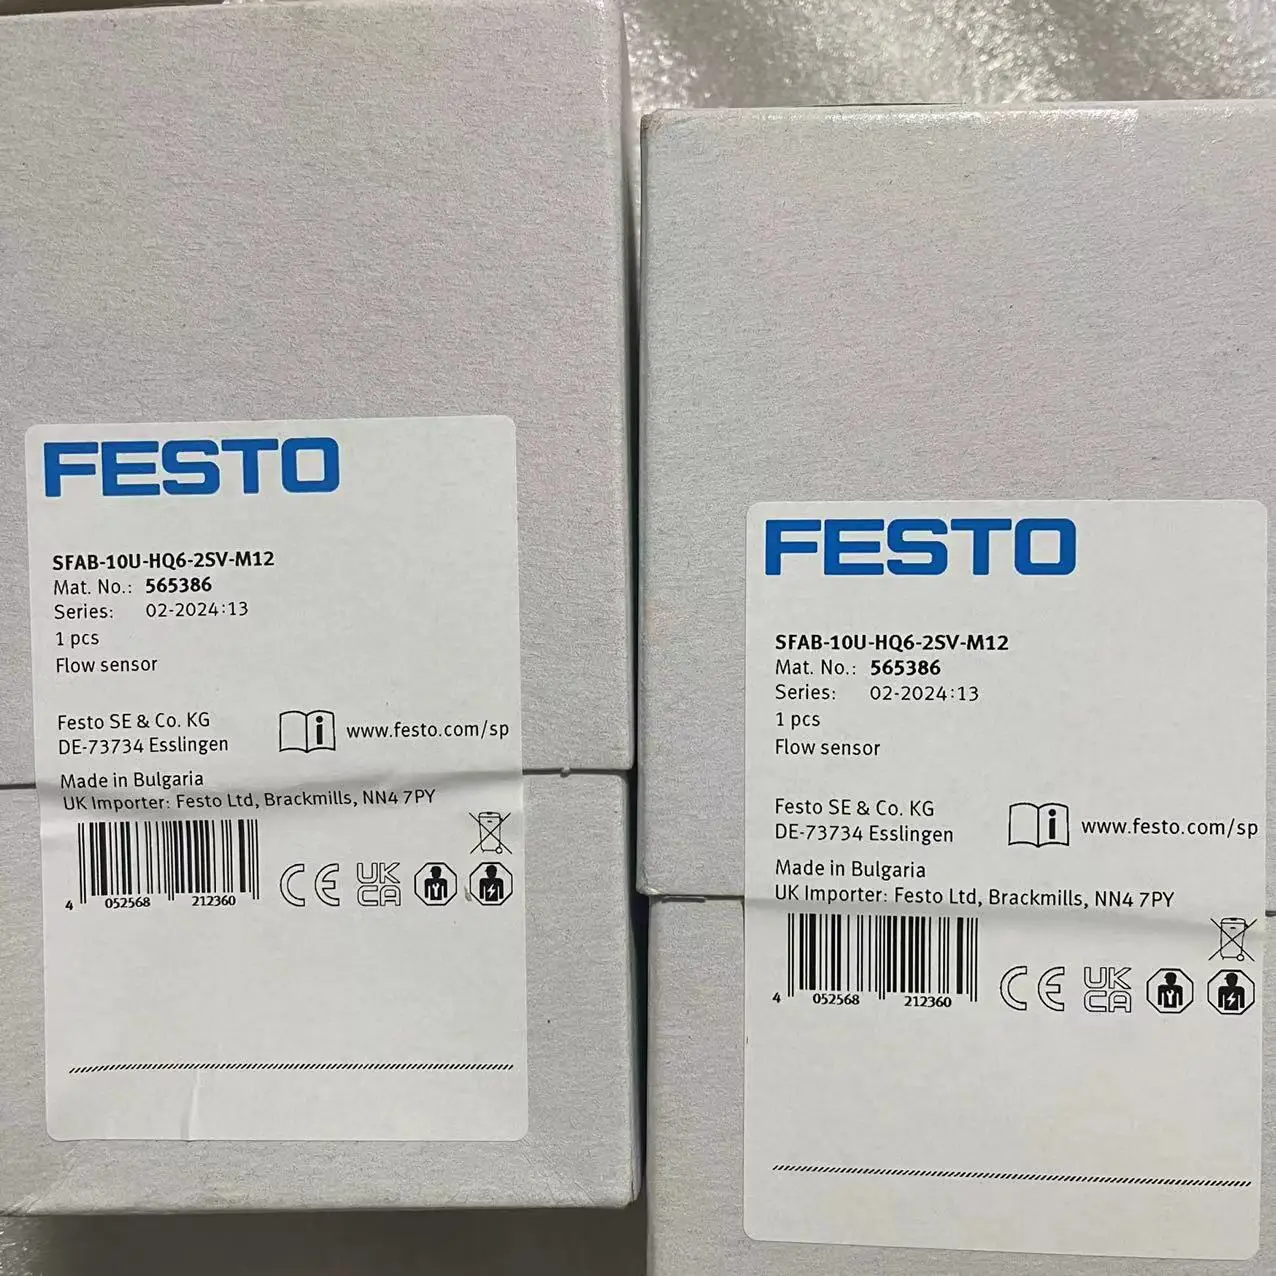 FESTO
SFAB-10U-HQ6-2SV-M12
Mat. No.: 565386
Series: 02-2024:13
1 pcs
Flow sensor
Festo SE & Co. KG
DE-73734 Esslingen
i www.festo.com/sp
Made in Bulgaria
UK Importer: Festo Ltd, Brackmills, NN4 7PY
4 052568 212360
CE UK CA
FESTO
SFAB-10U-HQ6-2SV-M12
Mat. No.: 565386
Series: 02-2024:13
1 pcs
Flow sensor
Festo SE & Co. KG
DE-73734 Esslingen
i www.festo.com/sp
Made in Bulgaria
UK Importer: Festo Ltd, Brackmills, NN4 7PY
4 052568 212360
CE UK CA